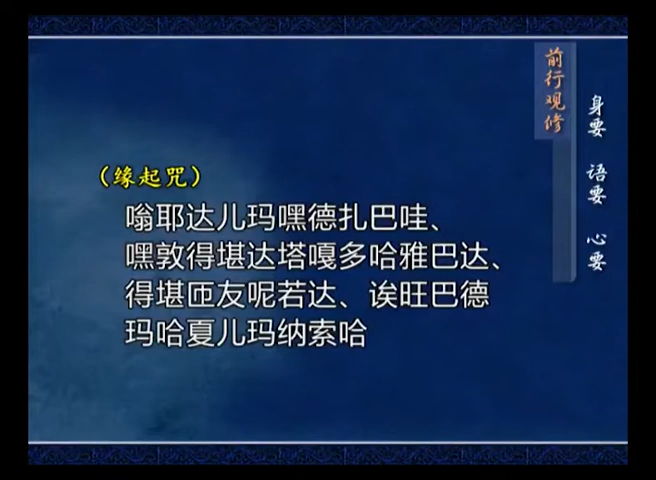 前行观修
身要 语要 心要
（缘起咒）
嗡耶达儿玛嘿德扎巴哇、
嘿敦得堪达塔嘎多哈雅巴达、
得堪匝友呢若达、诶旺巴德
玛哈夏儿玛纳索哈